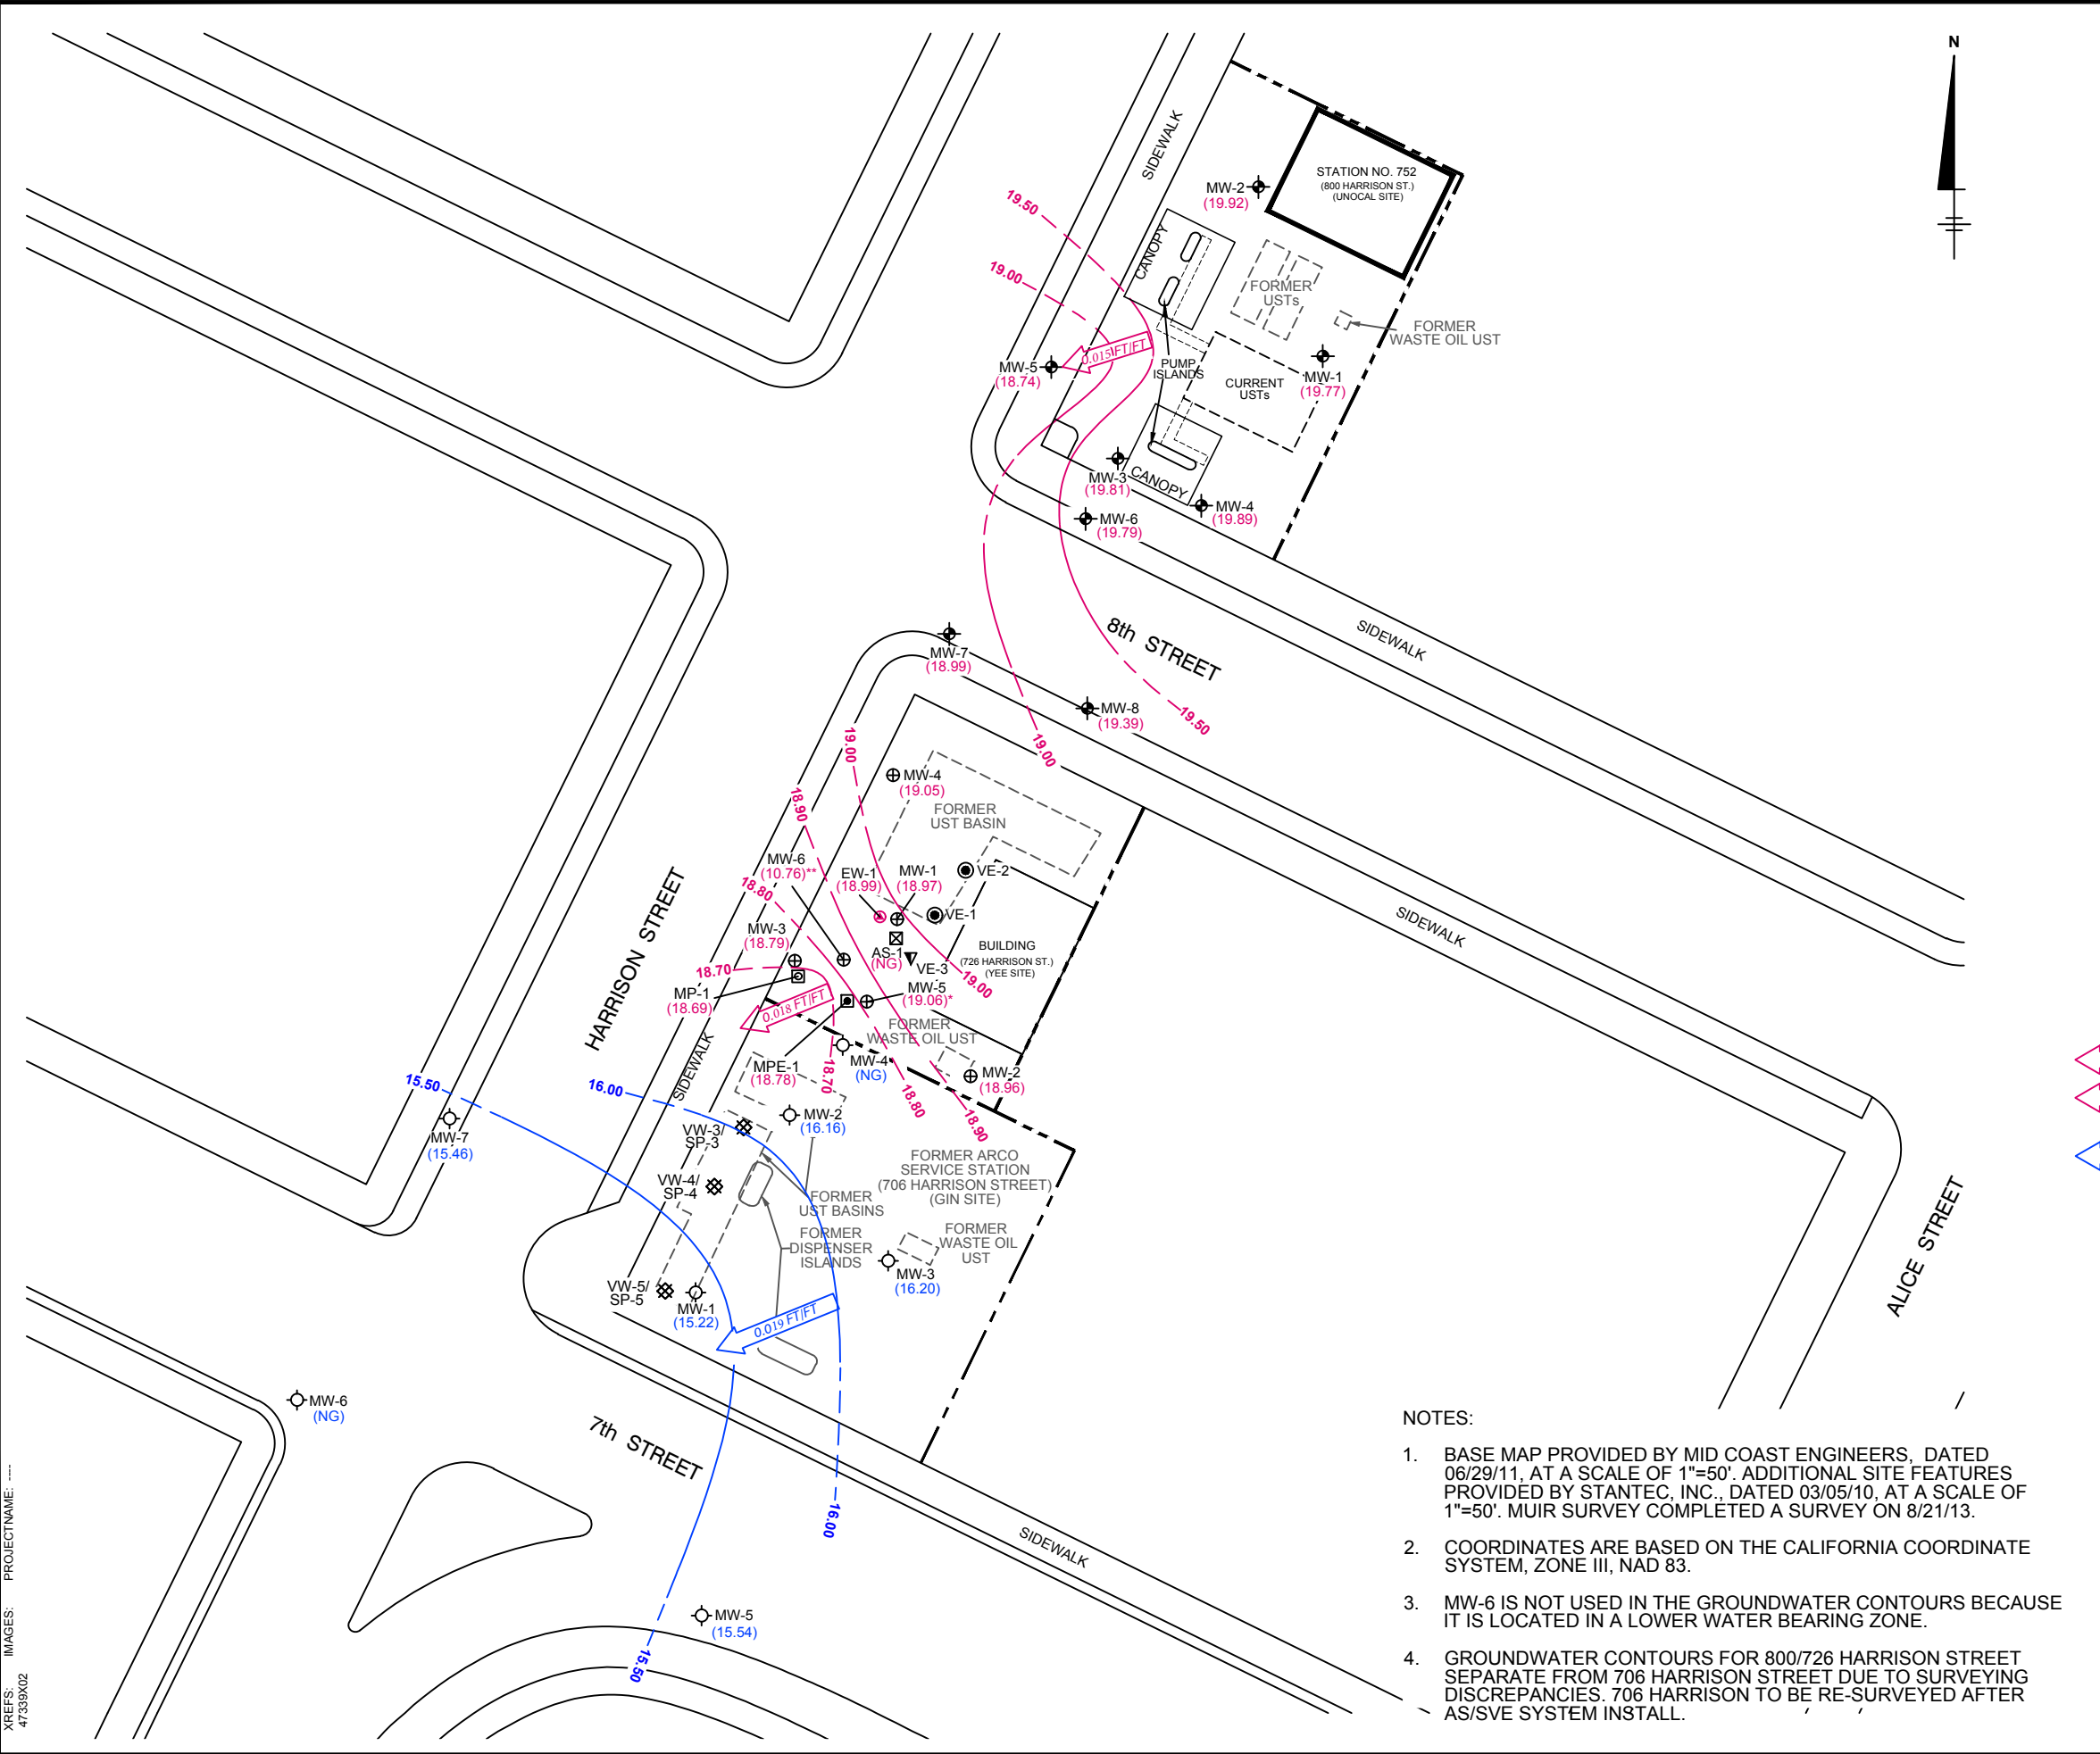 N
SIDEWALK
STATION NO. 752
(800 HARRISON ST.)
(UNOCAL SITE)
MW-2
(19.92)
19.50
CANOPY
19.00
FORMER
USTs
FORMER
WASTE OIL UST
0.015 FT/FT
MW-5
(18.74)
PUMP
ISLANDS
CURRENT
USTs
MW-1
(19.77)
MW-3
(19.81)
CANOPY
MW-4
(19.89)
MW-6
(19.79)
8th STREET
SIDEWALK
MW-7
(18.99)
MW-8
(19.39)
19.50
19.00
19.00
MW-4
(19.05)
18.90
FORMER
UST BASIN
MW-6
(10.76)**
EW-1
(18.99)
MW-1
(18.97)
VE-2
18.80
VE-1
SIDEWALK
HARRISON STREET
MW-3
(18.79)
AS-1
(NG)
VE-3
BUILDING
(726 HARRISON ST.)
(YEE SITE)
18.70
19.00
MP-1
(18.69)
0.018 FT/FT
MW-5
(19.06)*
FORMER
WASTE OIL UST
SIDEWALK
MPE-1
(18.78)
18.70
MW-4
(NG)
MW-2
(18.96)
18.80
18.90
15.50
16.00
MW-7
(15.46)
VW-3/
SP-3
MW-2
(16.16)
FORMER ARCO
SERVICE STATION
(706 HARRISON STREET)
(GIN SITE)
VW-4/
SP-4
FORMER
UST BASINS
FORMER
DISPENSER
ISLANDS
FORMER
WASTE OIL
UST
MW-3
(16.20)
VW-5/
SP-5
MW-1
(15.22)
0.019 FT/FT
ALICE STREET
MW-6
(NG)
7th STREET
16.00
SIDEWALK
MW-5
(15.54)
15.50
NOTES:
1. BASE MAP PROVIDED BY MID COAST ENGINEERS, DATED
06/29/11, AT A SCALE OF 1"=50'. ADDITIONAL SITE FEATURES
PROVIDED BY STANTEC, INC., DATED 03/05/10, AT A SCALE OF
1"=50'. MUIR SURVEY COMPLETED A SURVEY ON 8/21/13.
2. COORDINATES ARE BASED ON THE CALIFORNIA COORDINATE
SYSTEM, ZONE III, NAD 83.
3. MW-6 IS NOT USED IN THE GROUNDWATER CONTOURS BECAUSE
IT IS LOCATED IN A LOWER WATER BEARING ZONE.
4. GROUNDWATER CONTOURS FOR 800/726 HARRISON STREET
SEPARATE FROM 706 HARRISON STREET DUE TO SURVEYING
DISCREPANCIES. 706 HARRISON TO BE RE-SURVEYED AFTER
AS/SVE SYSTEM INSTALL.
XREFS: IMAGES: PROJECTNAME: ----
47339X02